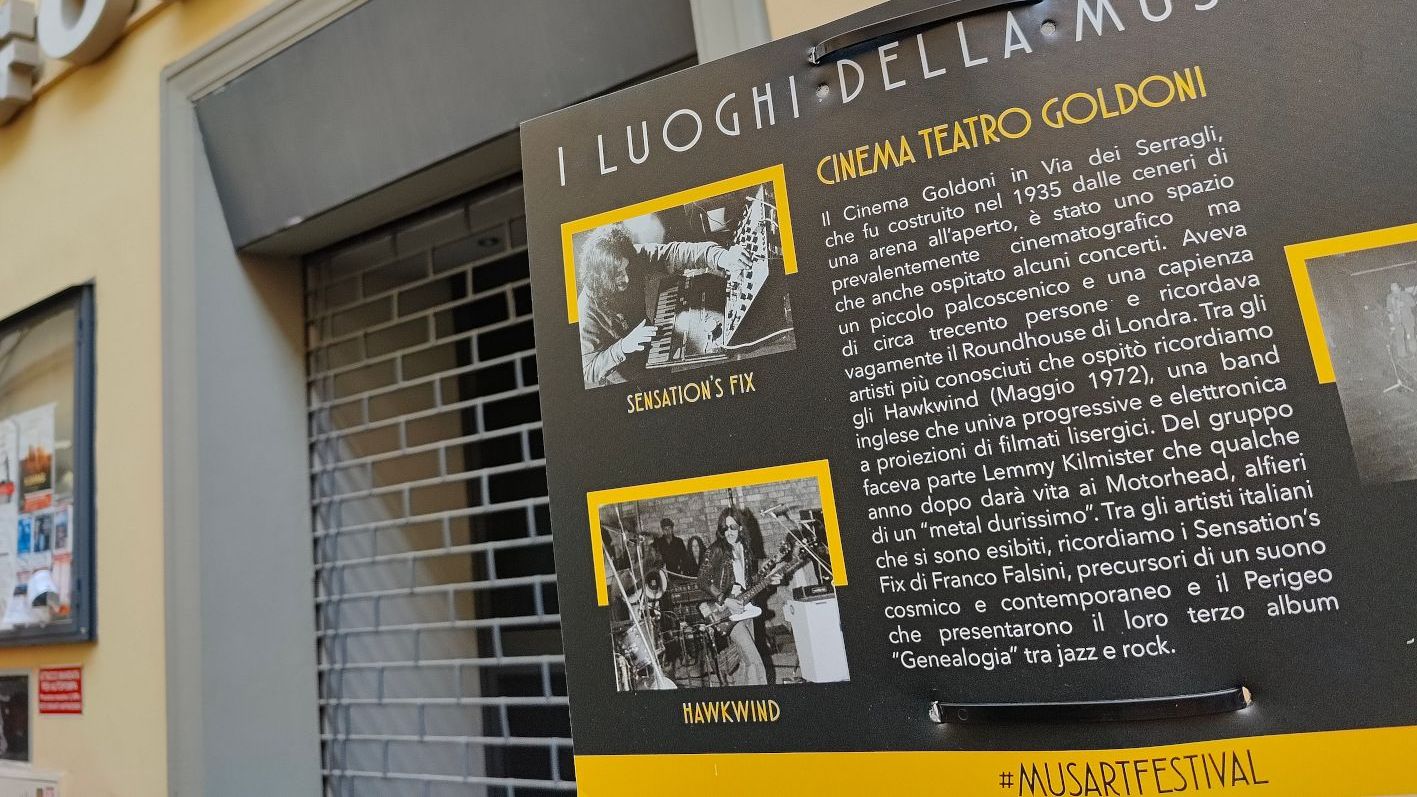 I LUOGHI DELLA
CINEMA TEATRO GOLDONI
Il Cinema Goldoni in Via dei Serragli,
che fu costruito nel 1935 dalle ceneri di
una arena all'aperto, è stato uno spazio
prevalentemente cinematografico ma
che anche ospitato alcuni concerti. Aveva
un piccolo palcoscenico e una capienza
di circa trecento persone e ricordava
vagamente il Roundhouse di Londra. Tra gli
artisti più conosciuti che ospitò ricordiamo
gli Hawkwind (Maggio 1972), una band
inglese che univa progressive e elettronica
a proiezioni di filmati lisergici. Del gruppo
faceva parte Lemmy Kilmister che qualche
anno dopo darà vita ai Motorhead, alfieri
di un "metal durissimo". Tra gli artisti italiani
che si sono esibiti, ricordiamo i Sensation's
Fix di Franco Falsini, precursori di un suono
cosmico e contemporaneo e il Perigeo
che presentarono il loro terzo album
"Genealogia" tra jazz e rock.
SENSATION'S FIX
HAWKWIND
#MUSARTFESTIVAL